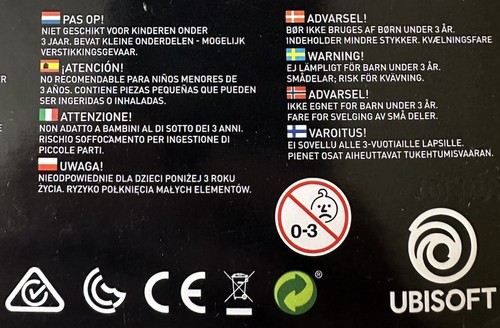 PAS OP!
NIET GESCHIKT VOOR KINDEREN ONDER
3 JAAR. BEVAT KLEINE ONDERDELEN - MOGELIJK
VERSTIKKINGSGEVAAR.
¡ATENCIÓN!
NO RECOMENDABLE PARA NIÑOS MENORES DE
3 AÑOS. CONTIENE PIEZAS PEQUEÑAS QUE PUEDEN
SER INGERIDAS O INHALADAS.
ATTENZIONE!
NON ADATTO A BAMBINI AL DI SOTTO DEI 3 ANNI.
RISCHIO SOFFOCAMENTO PER INGESTIONE DI
PICCOLE PARTI.
UWAGA!
NIEODPOWIEDNIE DLA DZIECI PONIŻEJ 3 ROKU
ŻYCIA. RYZYKO POŁKNIĘCIA MAŁYCH ELEMENTÓW.
ADVARSEL!
BØR IKKE BRUGES AF BØRN UNDER 3 ÅR.
INDEHOLDER MINDRE STYKKER. KVÆLNINGSFARE
WARNING!
EJ LÄMPLIGT FÖR BARN UNDER 3 ÅR.
SMÅDELAR; RISK FÖR KVÄVNING.
ADVARSEL!
IKKE EGNET FOR BARN UNDER 3 ÅR.
FARE FOR SVELGING AV SMÅ DELER.
VAROITUS!
EI SOVELLU ALLE 3-VUOTIAILLE LAPSILLE.
PIENET OSAT AIHEUTTAVAT TUKEHTUMISVAARAN.
0-3
CE
®
UBISOFT